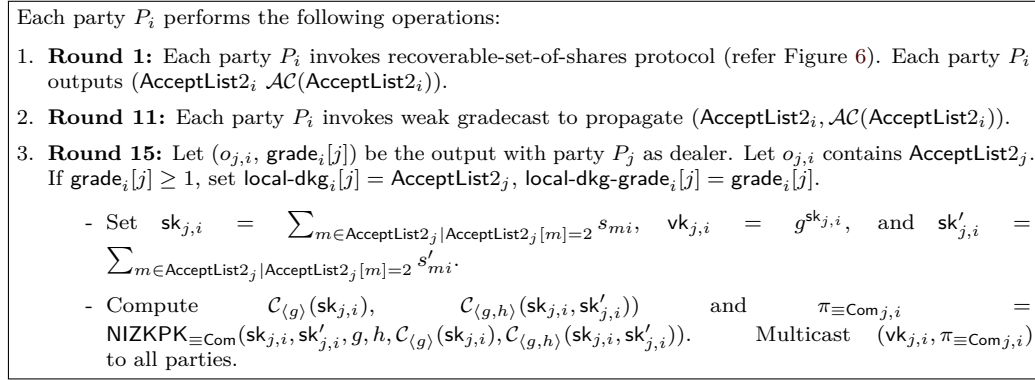 Each party P_i performs the following operations:
1. Round 1: Each party P_i invokes recoverable-set-of-shares protocol (refer Figure 6). Each party P_i
outputs (AcceptList2_i AC(AcceptList2_i)).
2. Round 11: Each party P_i invokes weak gradecast to propagate (AcceptList2_i, AC(AcceptList2_i)).
3. Round 15: Let (o_{j,i}, grade_i[j]) be the output with party P_j as dealer. Let o_{j,i} contains AcceptList2_j.
If grade_i[j] ≥ 1, set local-dkg_i[j] = AcceptList2_j, local-dkg-grade_i[j] = grade_i[j].
- Set sk_{j,i} = ∑_{m∈AcceptList2_j|AcceptList2_j[m]=2} s_{mi}, vk_{j,i} = g^{sk_{j,i}}, and sk′_{j,i} =
∑_{m∈AcceptList2_j|AcceptList2_j[m]=2} s′_{mi}.
- Compute C_{⟨g⟩}(sk_{j,i}), C_{⟨g,h⟩}(sk_{j,i}, sk′_{j,i})) and π_{≡Com_{j,i}} =
NIZKPK_{≡Com}(sk_{j,i}, sk′_{j,i}, g, h, C_{⟨g⟩}(sk_{j,i}), C_{⟨g,h⟩}(sk_{j,i}, sk′_{j,i})). Multicast (vk_{j,i}, π_{≡Com_{j,i}})
to all parties.